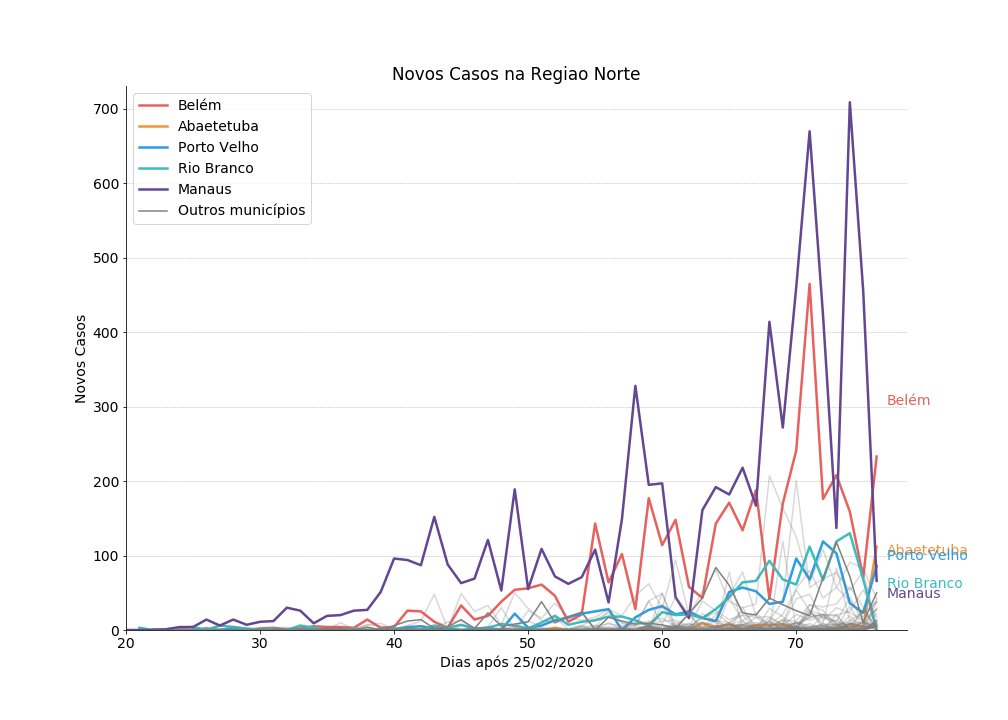 Novos Casos na Regiao Norte
Belém
Abaetetuba
Porto Velho
Rio Branco
Manaus
Outros municípios
700
600
500
400
300
200
100
0
Novos Casos
20
30
40
50
60
70
Dias após 25/02/2020
Belém
Abaetetuba
Porto Velho
Rio Branco
Manaus